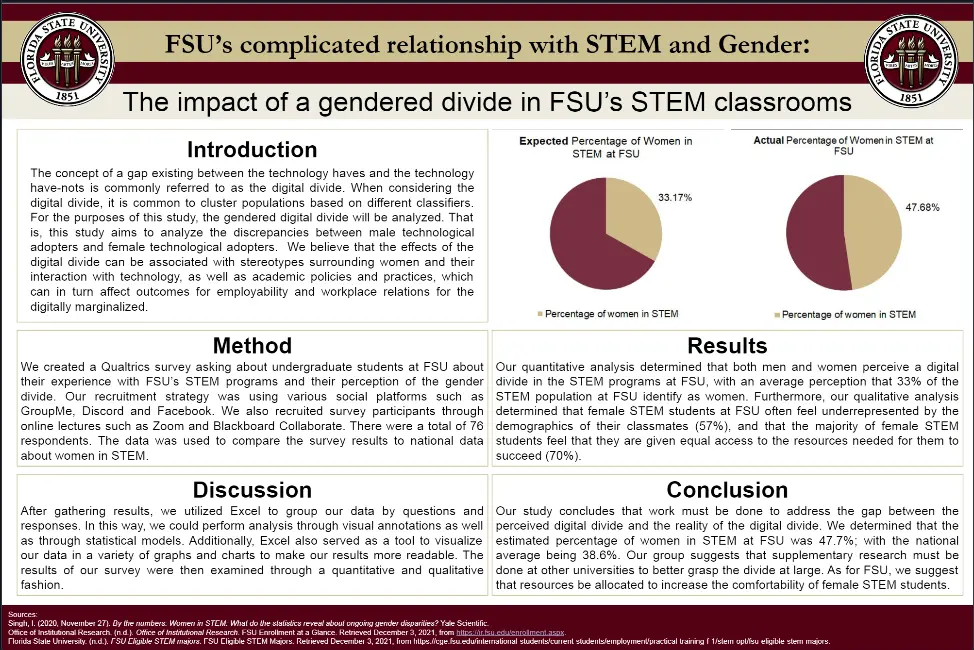 FSU's complicated relationship with STEM and Gender:
FLORIDA STATE UNIVERSITY
1851
FLORIDA STATE UNIVERSITY
1851
The impact of a gendered divide in FSU's STEM classrooms
Introduction
The concept of a gap existing between the technology haves and the technology
have-nots is commonly referred to as the digital divide. When considering the
digital divide, it is common to cluster populations based on different classifiers.
For the purposes of this study, the gendered digital divide will be analyzed. That
is, this study aims to analyze the discrepancies between male technological
adopters and female technological adopters. We believe that the effects of the
digital divide can be associated with stereotypes surrounding women and their
interaction with technology, as well as academic policies and practices, which
can in turn affect outcomes for employability and workplace relations for the
digitally marginalized.
Expected Percentage of Women in
STEM at FSU
33.17%
Percentage of women in STEM
Actual Percentage of Women in STEM at
FSU
47.68%
Percentage of women in STEM
Method
We created a Qualtrics survey asking about undergraduate students at FSU about
their experience with FSU's STEM programs and their perception of the gender
divide. Our recruitment strategy was using various social platforms such as
GroupMe, Discord and Facebook. We also recruited survey participants through
online lectures such as Zoom and Blackboard Collaborate. There were a total of 76
respondents. The data was used to compare the survey results to national data
about women in STEM.
Results
Our quantitative analysis determined that both men and women perceive a digital
divide in the STEM programs at FSU, with an average perception that 33% of the
STEM population at FSU identify as women. Furthermore, our qualitative analysis
determined that female STEM students at FSU often feel underrepresented by the
demographics of their classmates (57%), and that the majority of female STEM
students feel that they are given equal access to the resources needed for them to
succeed (70%).
Discussion
After gathering results, we utilized Excel to group our data by questions and
responses. In this way, we could perform analysis through visual annotations as well
as through statistical models. Additionally, Excel also served as a tool to visualize
our data in a variety of graphs and charts to make our results more readable. The
results of our survey were then examined through a quantitative and qualitative
fashion.
Conclusion
Our study concludes that work must be done to address the gap between the
perceived digital divide and the reality of the digital divide. We determined that the
estimated percentage of women in STEM at FSU was 47.7%; with the national
average being 38.6%. Our group suggests that supplementary research must be
done at other universities to better grasp the divide at large. As for FSU, we suggest
that resources be allocated to increase the comfortability of female STEM students.
Sources:
Singh, I. (2020, November 27). By the numbers: Women in STEM: What do the statistics reveal about ongoing gender disparities? Yale Scientific.
Office of Institutional Research. (n.d.). Office of Institutional Research. FSU Enrollment at a Glance. Retrieved December 3, 2021, from https://ir.fsu.edu/enrollment.aspx.
Florida State University. (n.d.). FSU Eligible STEM majors. FSU Eligible STEM Majors. Retrieved December 3, 2021, from https://cge.fsu.edu/international students/current students/employment/practical training f 1/stem opt/fsu eligible stem majors.